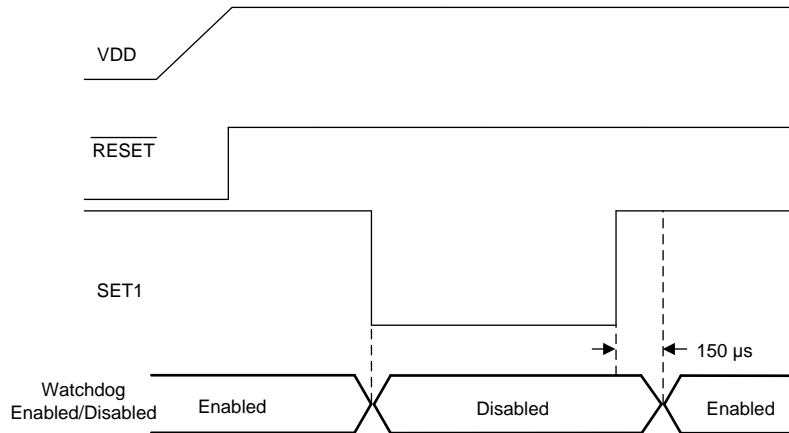 VDD
RESET
SET1
150 µs
Watchdog
Enabled/Disabled
Enabled
Disabled
Enabled